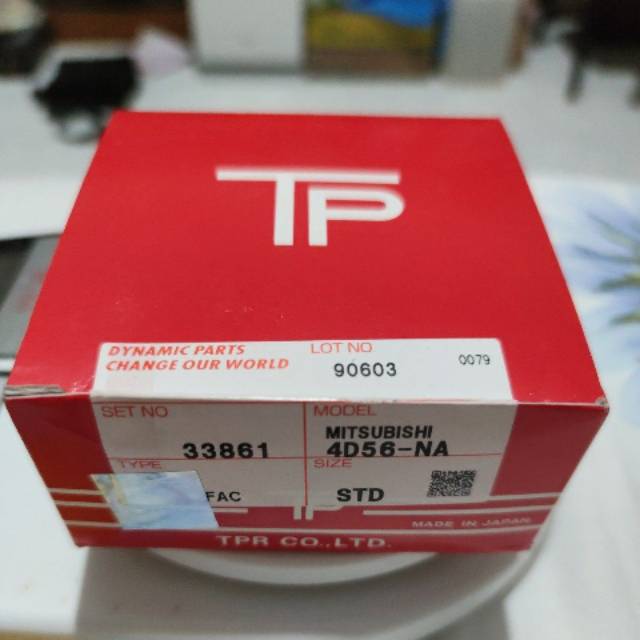 TP
DYNAMIC PARTS
CHANGE OUR WORLD
LOT NO
90603
0079
SET NO
33861
MODEL
MITSUBISHI
4D56-NA
TYPE
FAC
SIZE
STD
TP
MADE IN JAPAN
TPR CO.,LTD.